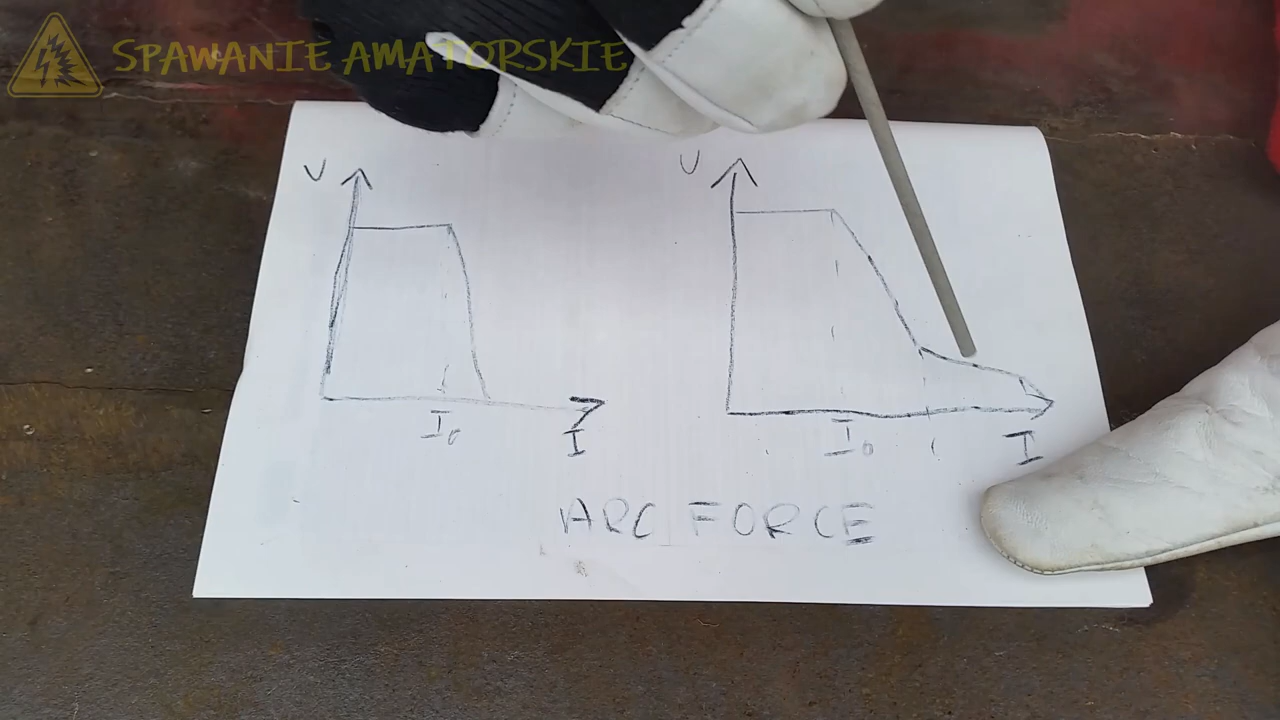 SPAWANIE AMATORSKIE
U
U
I₀
I
I₀
I
ARC FORCE